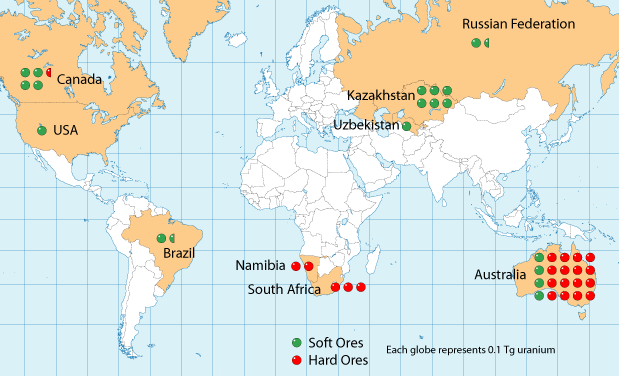 Russian Federation
Canada
Kazakhstan
USA
Uzbekistan
Brazil
Namibia
Australia
South Africa
Soft Ores
Hard Ores
Each globe represents 0.1 Tg uranium